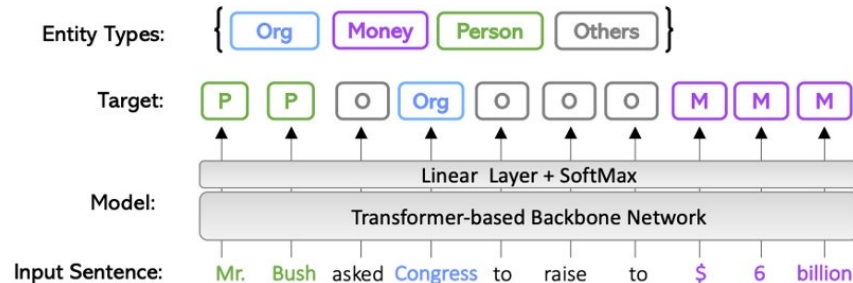 Entity Types: { Org Money Person Others }
Target: P P O Org O O O M M M
Linear Layer + SoftMax
Model:
Transformer-based Backbone Network
Input Sentence: Mr. Bush asked Congress to raise to $ 6 billion